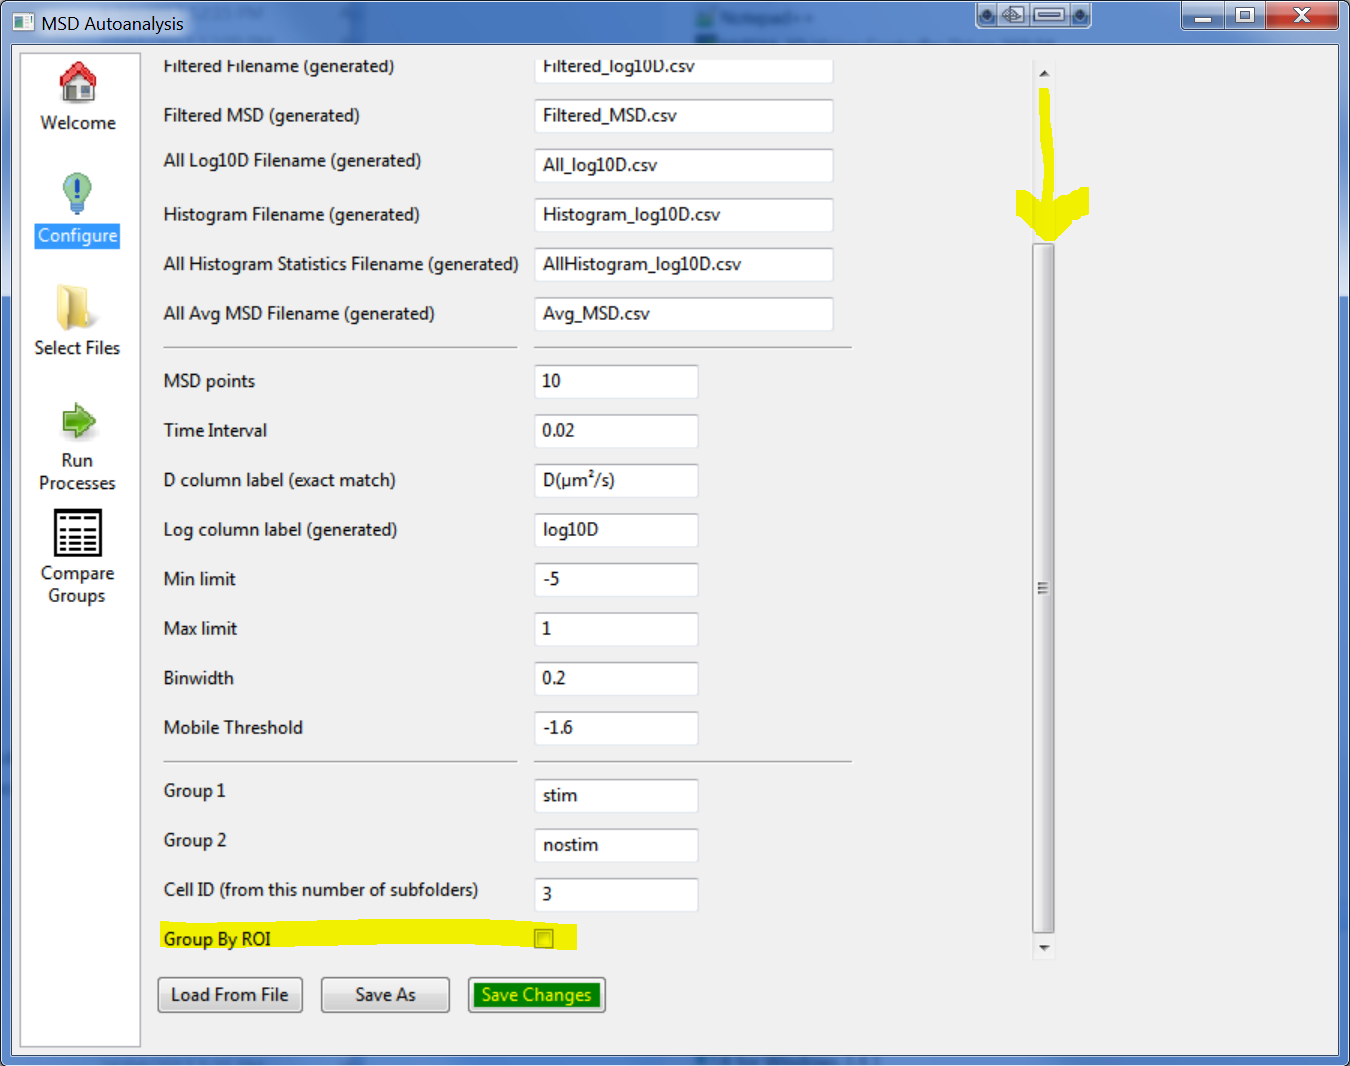 MSD Autoanalysis
Welcome
Configure
Select Files
Run
Processes
Compare
Groups
Filtered Filename (generated) Filtered_log10D.csv
Filtered MSD (generated) Filtered_MSD.csv
All Log10D Filename (generated) All_log10D.csv
Histogram Filename (generated) Histogram_log10D.csv
All Histogram Statistics Filename (generated) AllHistogram_log10D.csv
All Avg MSD Filename (generated) Avg_MSD.csv
MSD points 10
Time Interval 0.02
D column label (exact match) D(µm²/s)
Log column label (generated) log10D
Min limit -5
Max limit 1
Binwidth 0.2
Mobile Threshold -1.6
Group 1 stim
Group 2 nostim
Cell ID (from this number of subfolders) 3
Group By ROI
Load From File Save As Save Changes